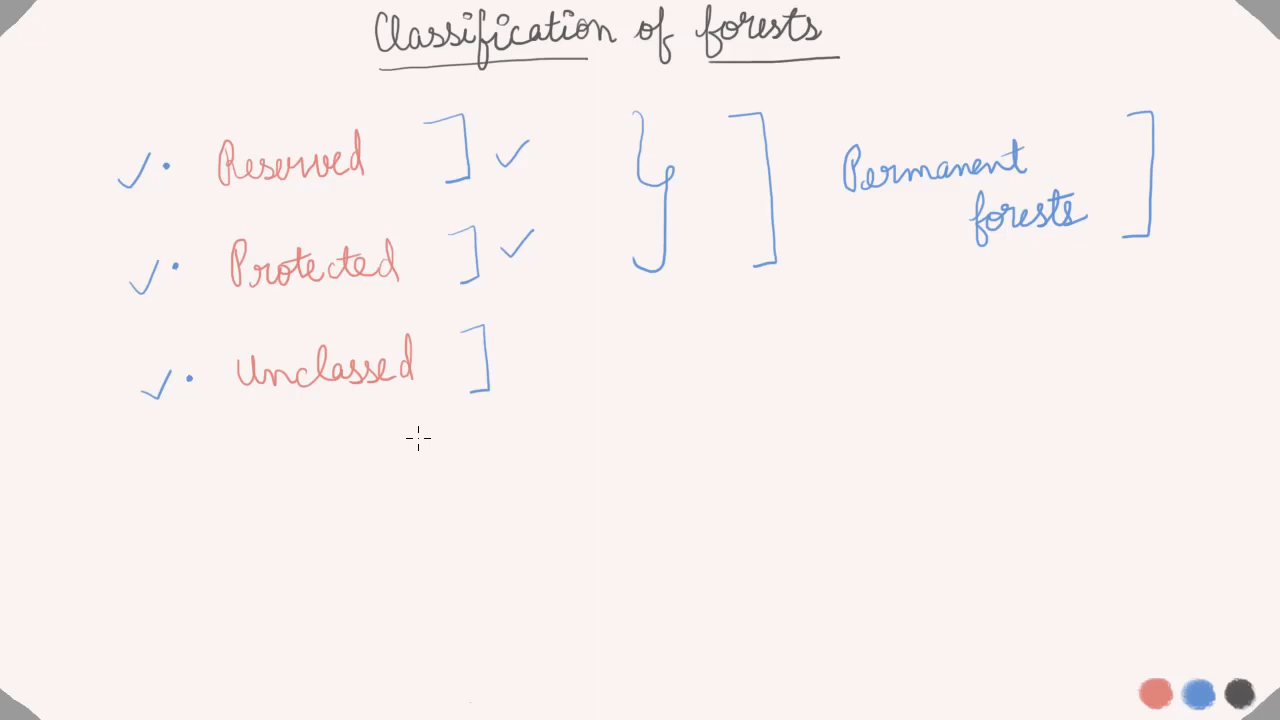 Classification of forests
• Reserved
• Protected
• Unclassed
Permanent
forests